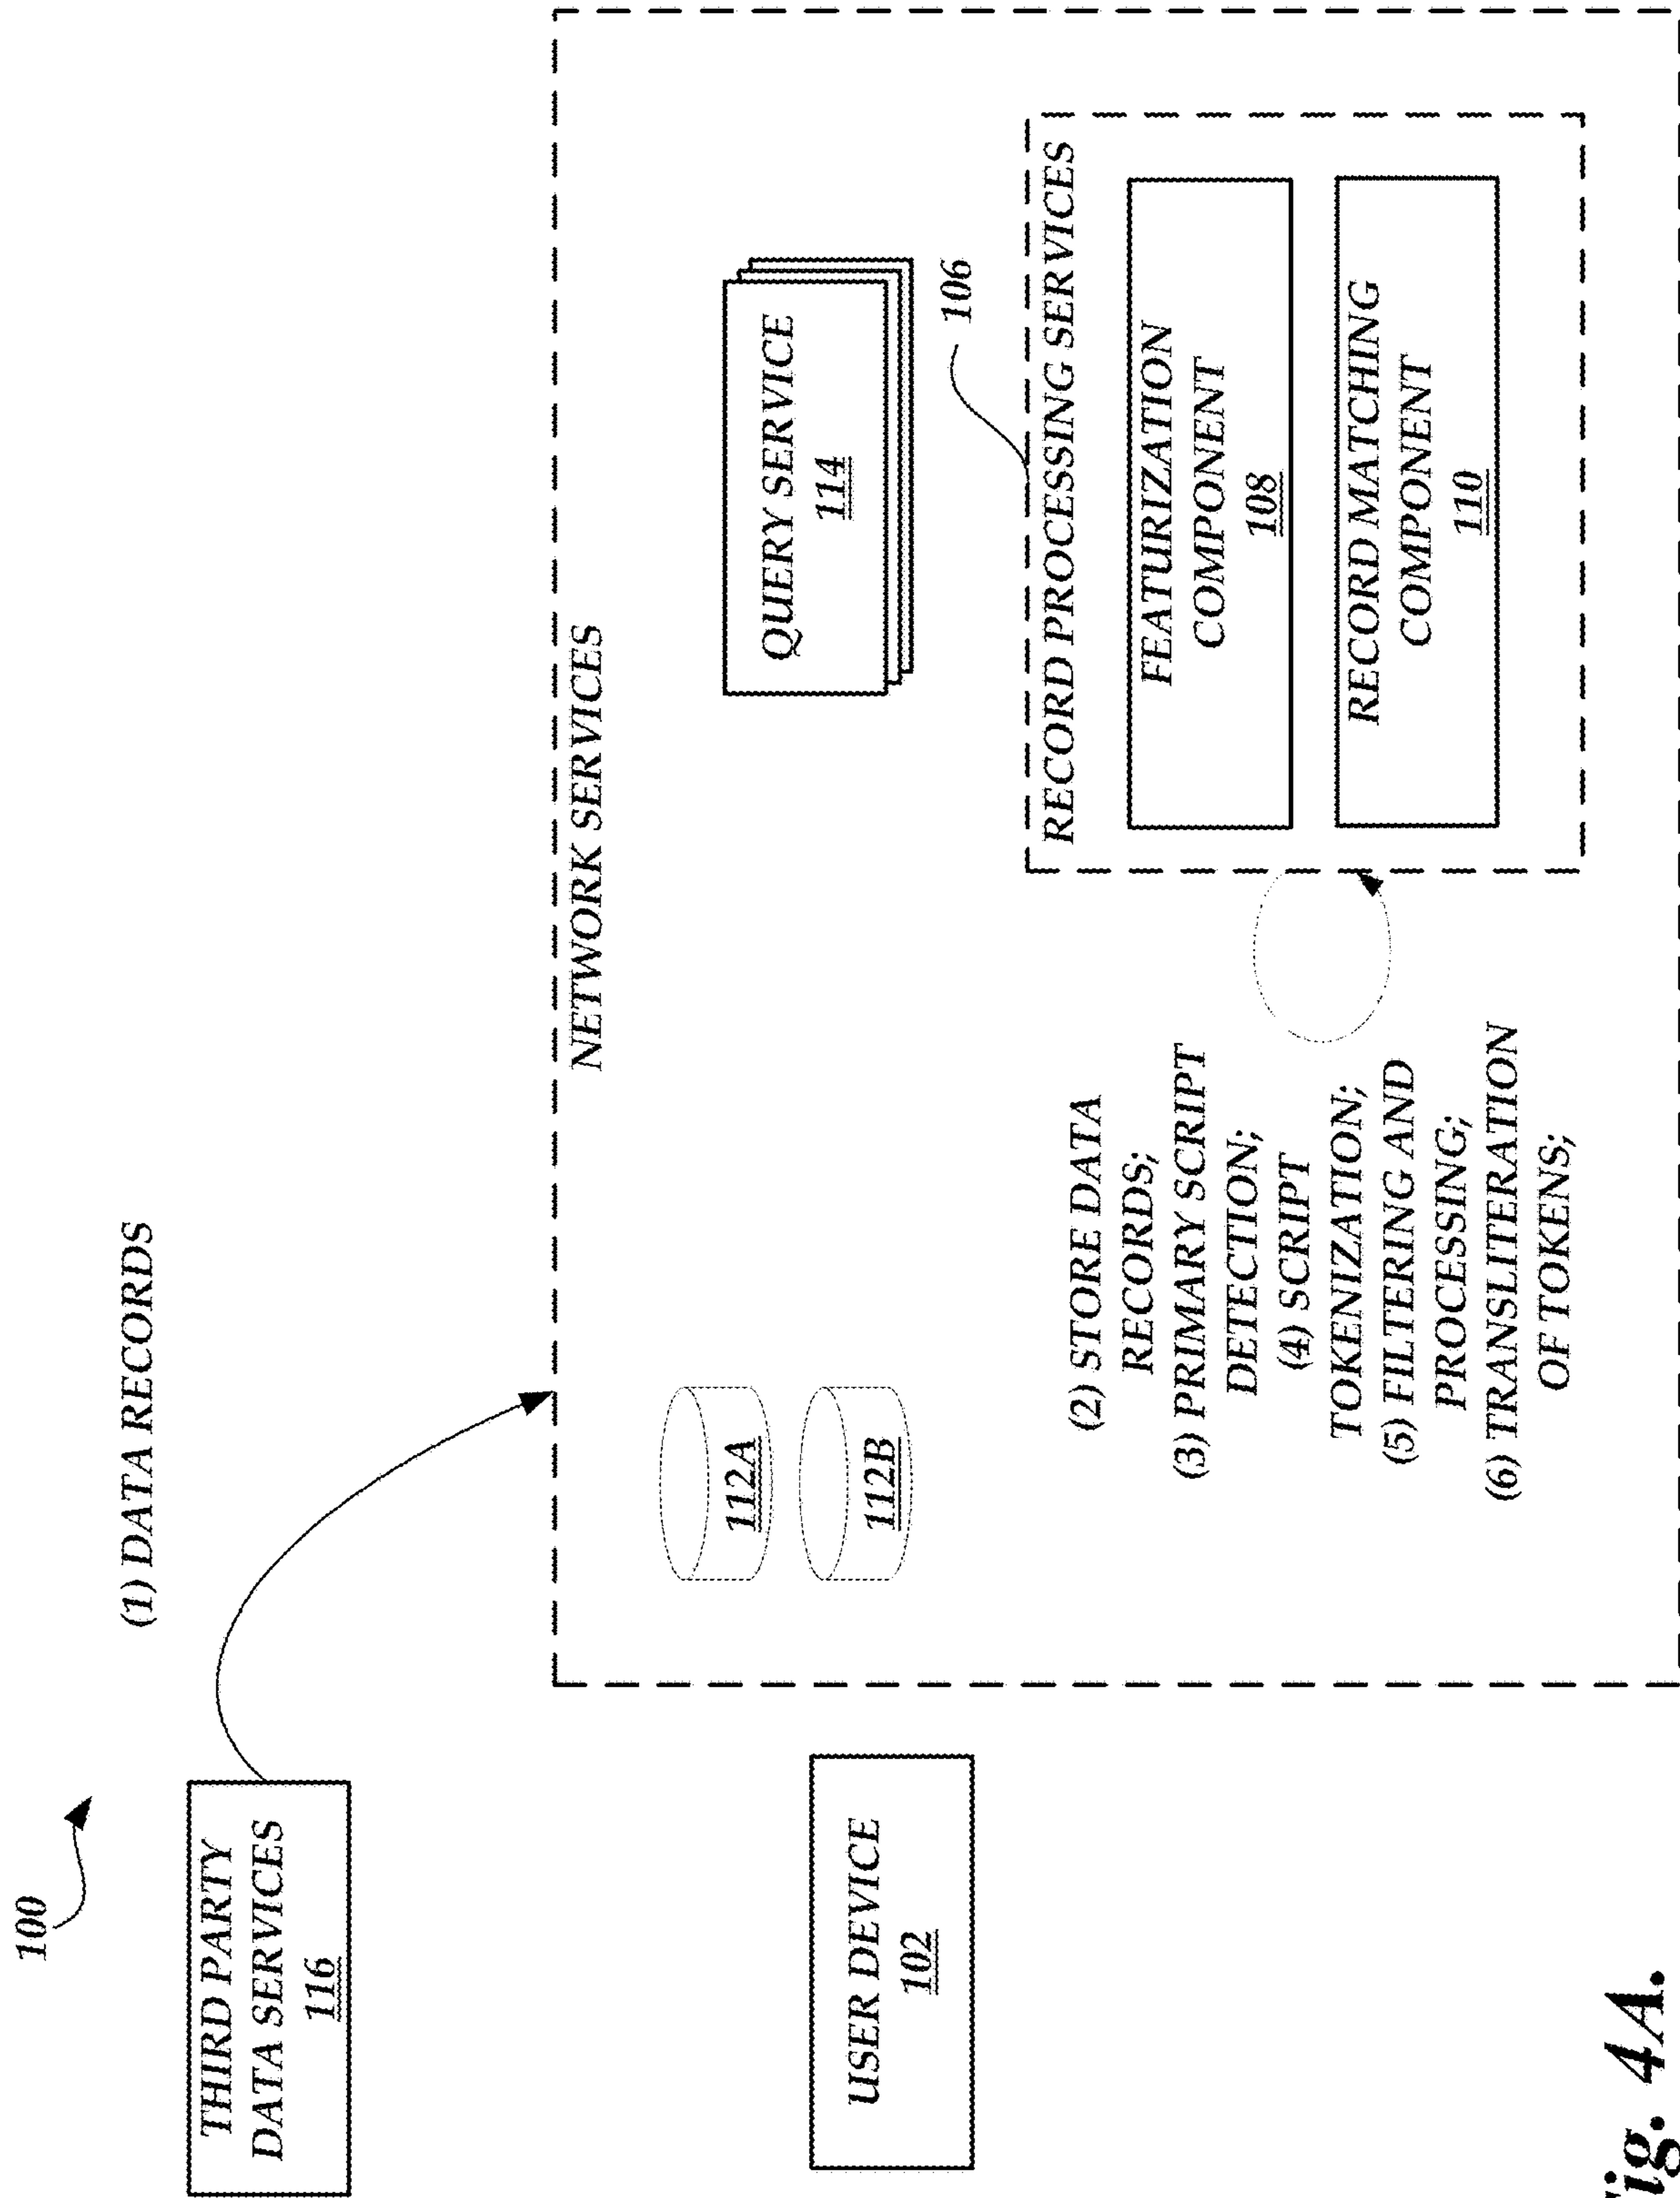 100
(1) DATA RECORDS
THIRD PARTY
DATA SERVICES
116
NETWORK SERVICES
112A
112B
QUERY SERVICE
114
USER DEVICE
102
106
RECORD PROCESSING SERVICES
FEATURIZATION
COMPONENT
108
RECORD MATCHING
COMPONENT
110
(2) STORE DATA
RECORDS;
(3) PRIMARY SCRIPT
DETECTION;
(4) SCRIPT
TOKENIZATION;
(5) FILTERING AND
PROCESSING;
(6) TRANSLITERATION
OF TOKENS;
Fig. 4A.